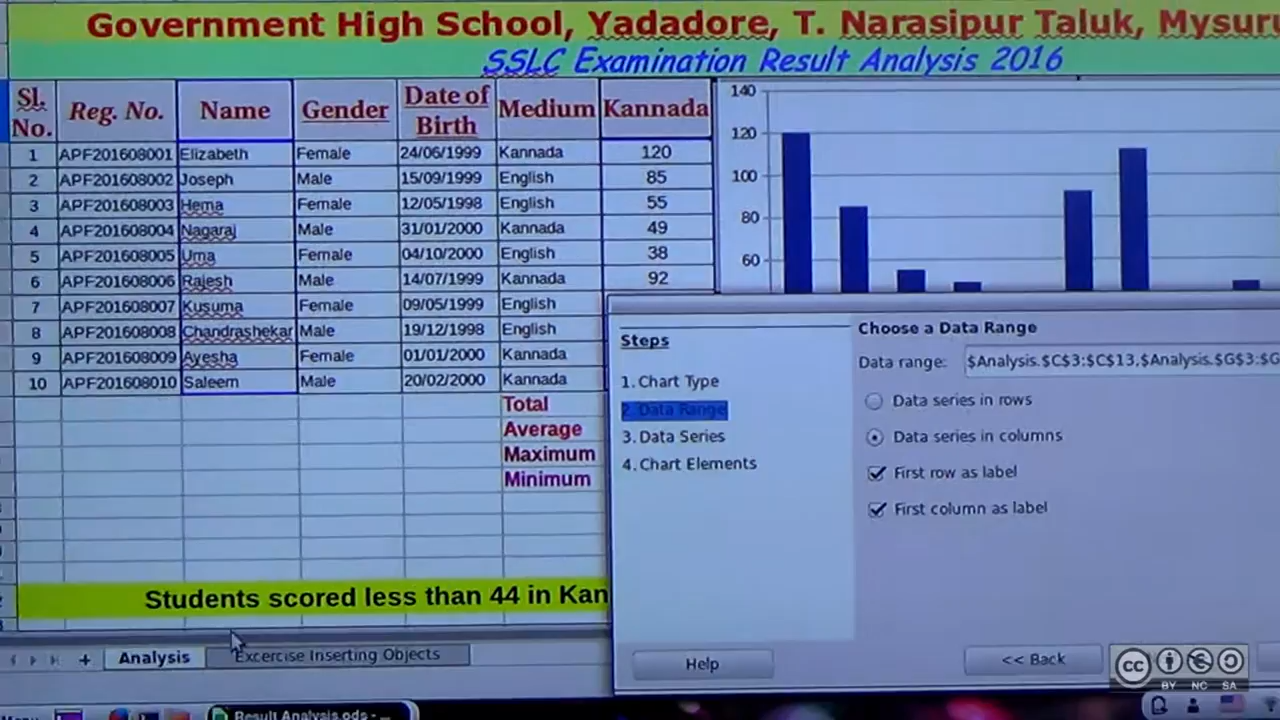 Government High School, Yadadore, T. Narasipur Taluk, Mysuru
SSLC Examination Result Analysis 2016
Sl. No. Reg. No. Name Gender Date of Birth Medium Kannada
1 APF201608001 Elizabeth Female 24/06/1999 Kannada 120
2 APF201608002 Joseph Male 15/09/1999 English 85
3 APF201608003 Hema Female 12/05/1998 English 55
4 APF201608004 Nagaraj Male 31/01/2000 Kannada 49
5 APF201608005 Uma Female 04/10/2000 English 38
6 APF201608006 Rajesh Male 14/07/1999 Kannada 92
7 APF201608007 Kusuma Female 09/05/1999 English
8 APF201608008 Chandrashekar Male 19/12/1998 English
9 APF201608009 Ayesha Female 01/01/2000 Kannada
10 APF201608010 Saleem Male 20/02/2000 Kannada
Total
Average
Maximum
Minimum
Students scored less than 44 in Kan
140
120
100
80
60
Steps
1. Chart Type
2. Data Range
3. Data Series
4. Chart Elements
Choose a Data Range
Data range: $Analysis.$C$3:$C$13,$Analysis.$G$3:$G
Data series in rows
Data series in columns
First row as label
First column as label
Help
<< Back
Analysis
Excercise Inserting Objects
Result Analysis.ods - ...
cc
BY NC SA